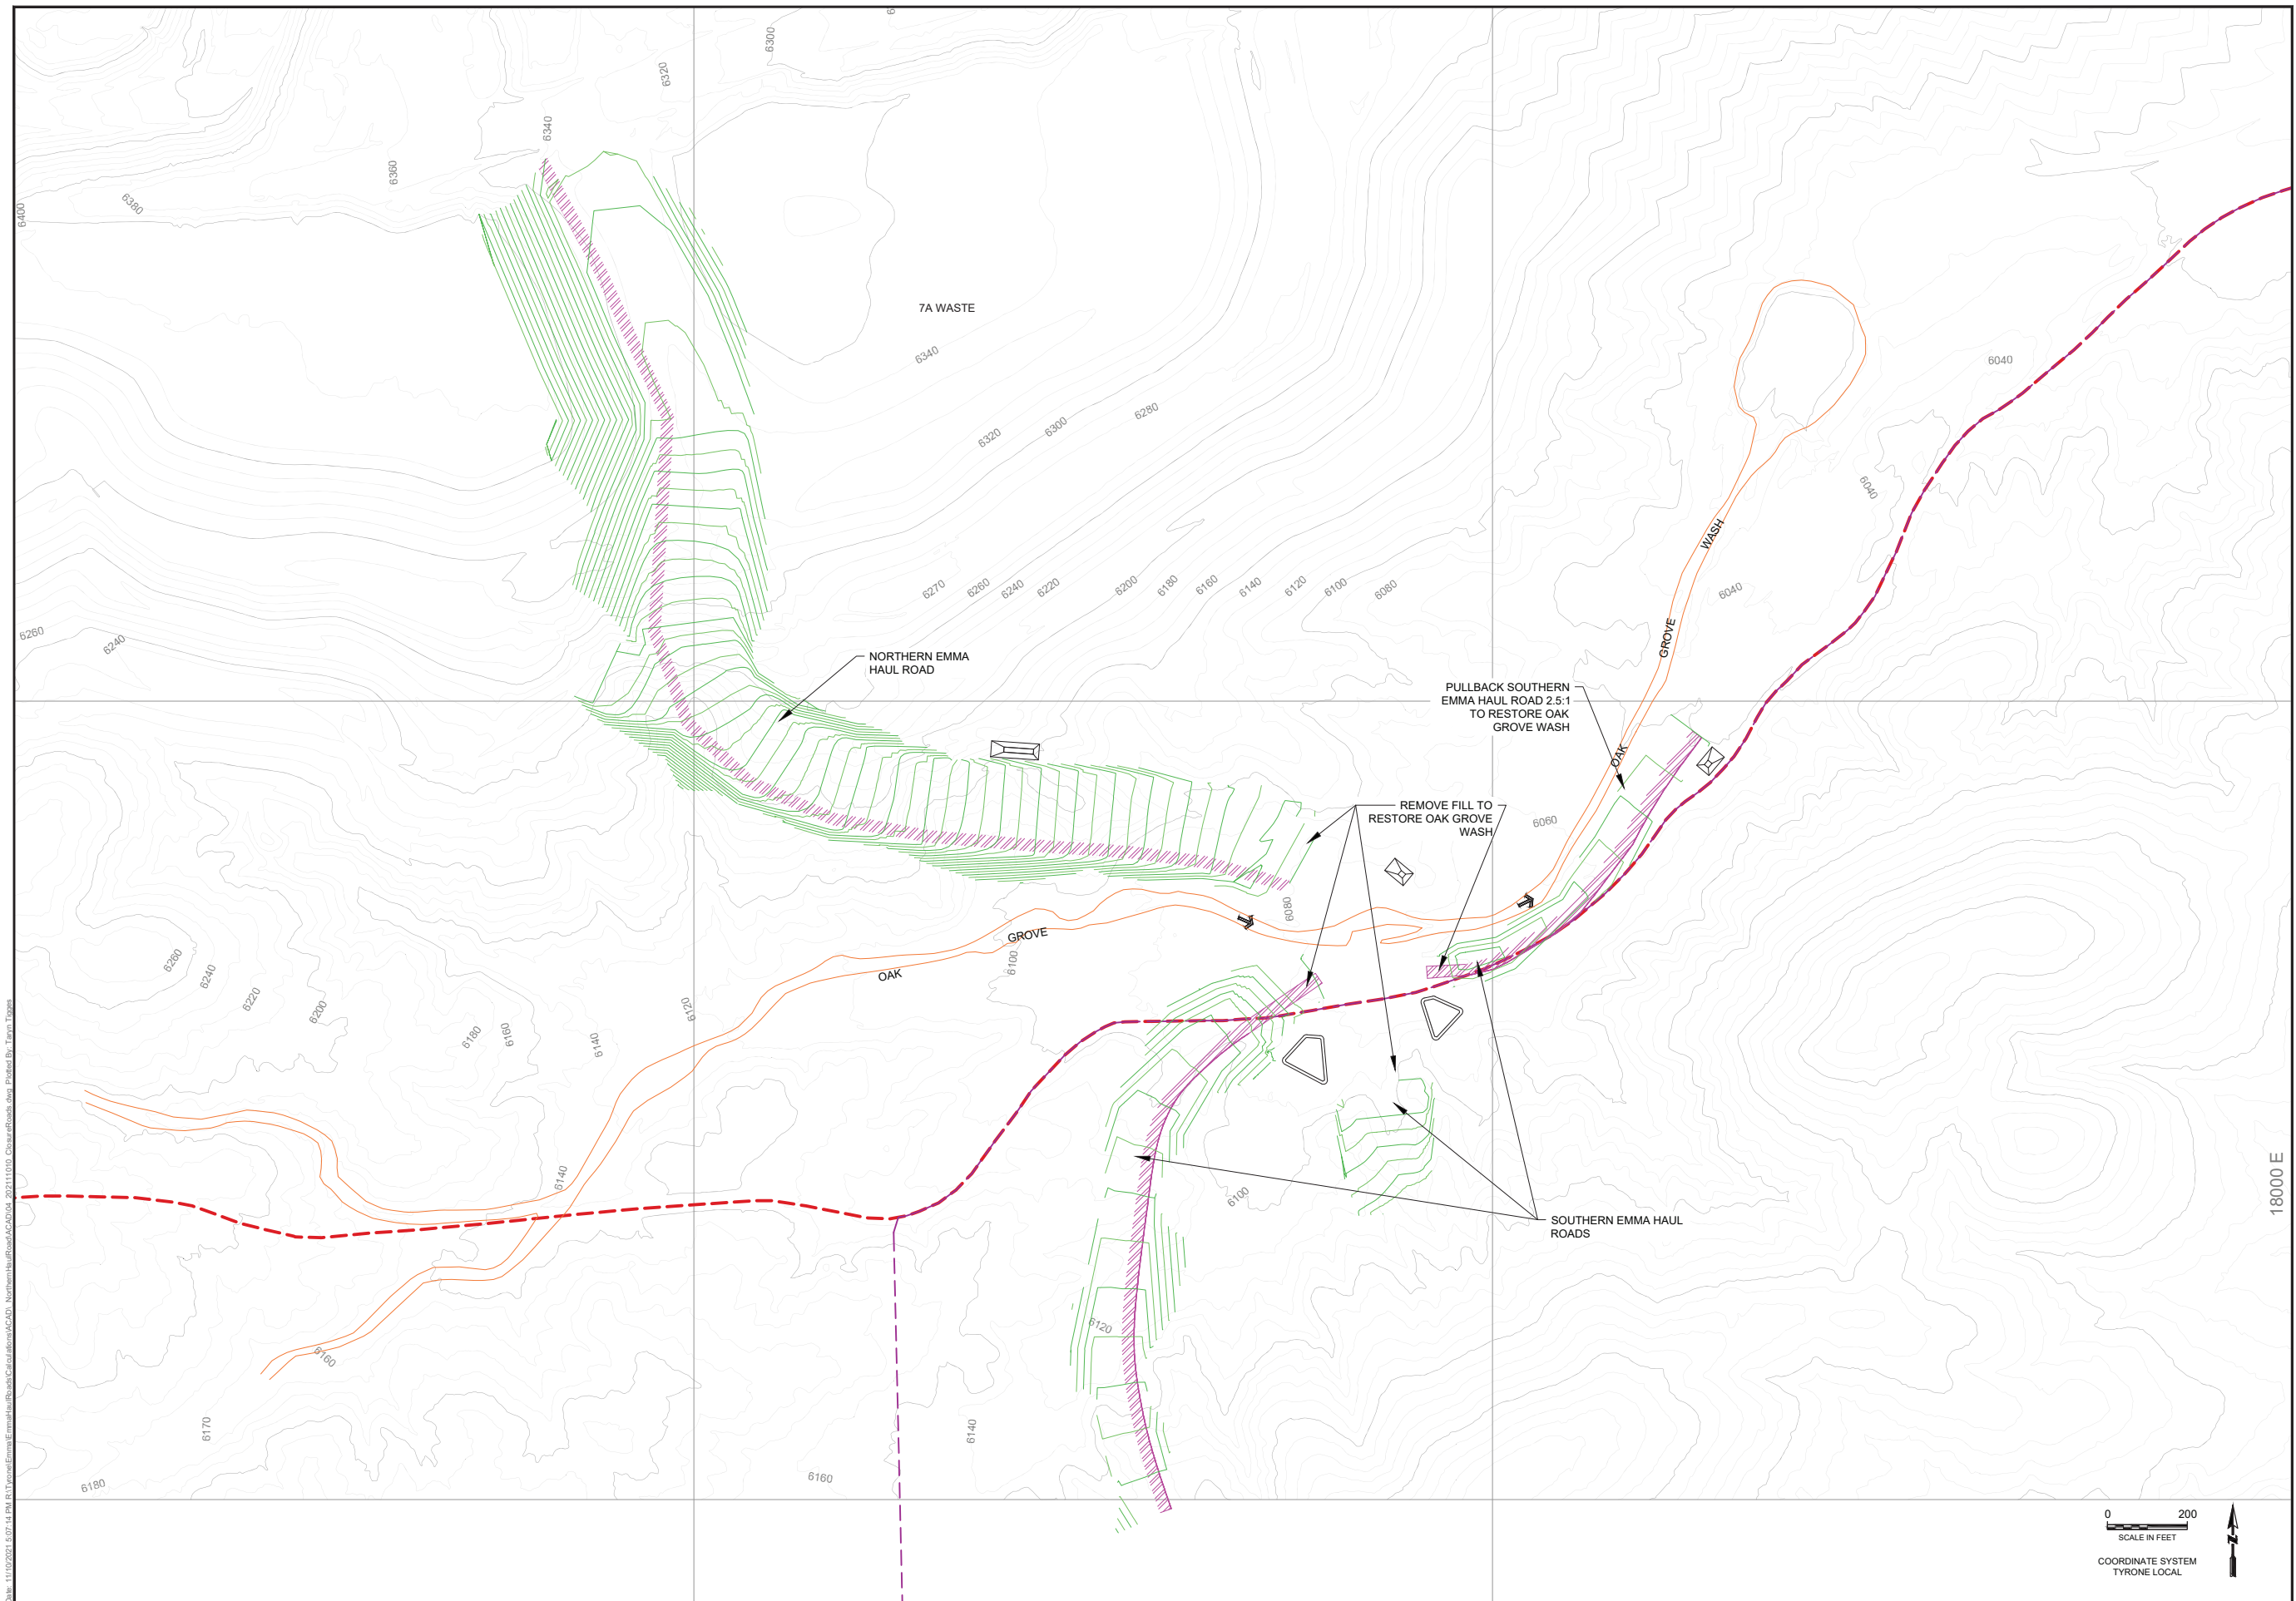 6300
6320
6340
6360
6380
6400
7A WASTE
6340
6040
6280
6300
6320
6040
WASH
6270
6260
6240
6220
6200
6180
6160
6140
6120
6100
6080
6040
6260
6240
GROVE
NORTHERN EMMA
HAUL ROAD
PULLBACK SOUTHERN
EMMA HAUL ROAD 2.5:1
TO RESTORE OAK
GROVE WASH
OAK
REMOVE FILL TO
RESTORE OAK GROVE
WASH
6060
6080
GROVE
OAK
6100
6260
6240
6220
6200
6180
6160
6140
6120
6140
6100
SOUTHERN EMMA HAUL
ROADS
18000 E
6120
6160
6170
6140
6160
6180
0 200
SCALE IN FEET
COORDINATE SYSTEM
TYRONE LOCAL
N